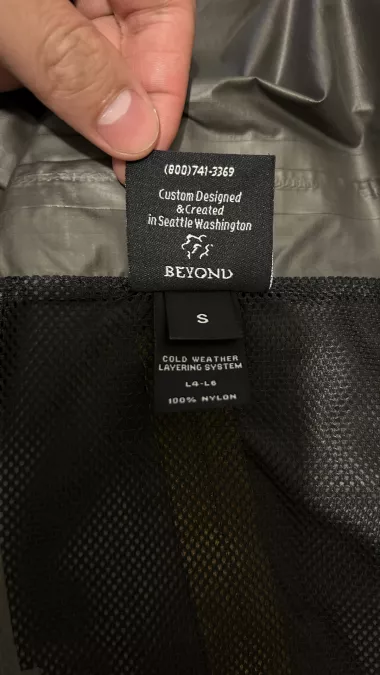 (800)741-3369
Custom Designed
&Created
in Seattle Washington
BEYOND
S
COLD WEATHER
LAYERING SYSTEM
L4-L6
100% NYLON